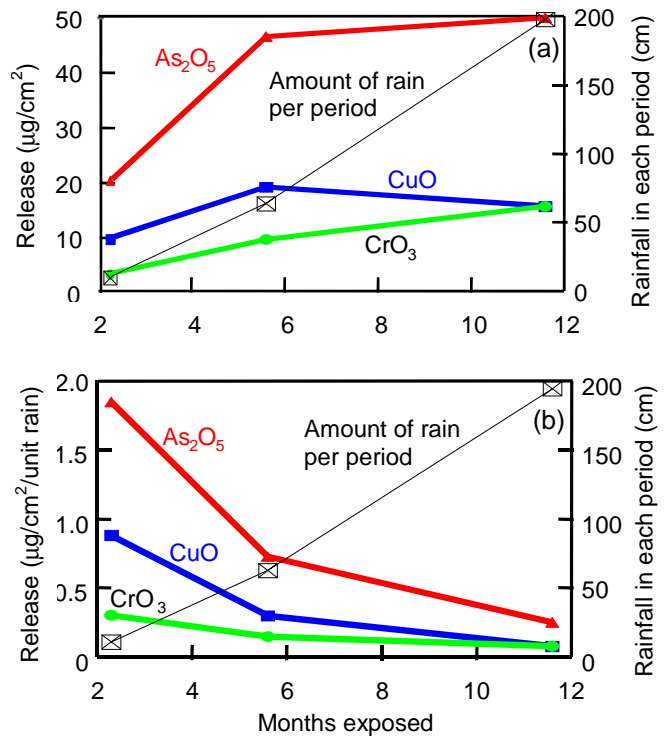 50
200
As₂O₅
(a)
40
Amount of rain
per period
150
30
Release (µg/cm²)
100
20
CuO
50
10
CrO₃
0
0
Rainfall in each period (cm)
2
4
6
8
10
12
2.0
200
As₂O₅
Amount of rain
per period
(b)
1.5
150
Release (µg/cm²/unit rain)
1.0
100
CuO
0.5
50
CrO₃
0
0
Rainfall in each period (cm)
2
4
6
8
10
12
Months exposed